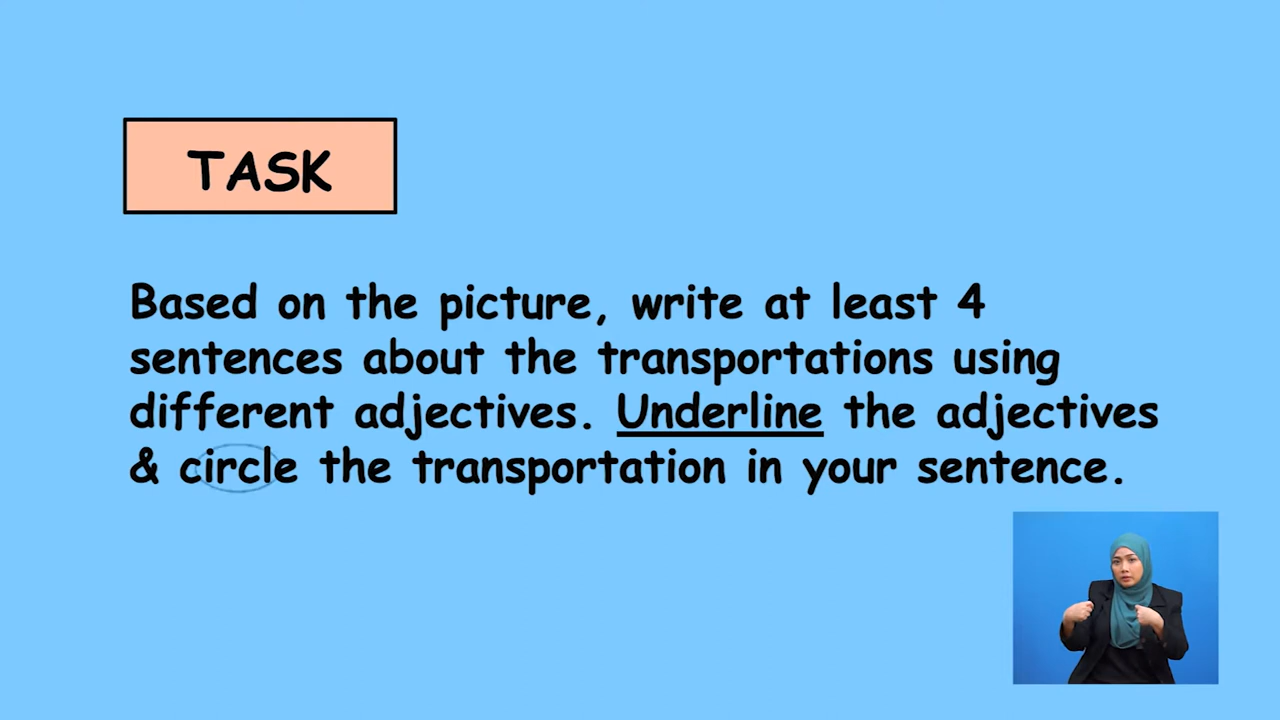 TASK
Based on the picture, write at least 4
sentences about the transportations using
different adjectives. Underline the adjectives
& circle the transportation in your sentence.